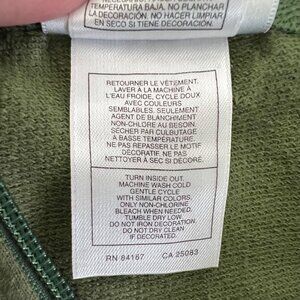 TEMPÉRATURA BAJA. NO PLANCHAR
LA DECORACIÓN. NO HACER LIMPIAR
EN SECO SI TIENE DECORACIÓN.
RETOURNER LE VÊTEMENT.
LAVER À LA MACHINE À
L'EAU FROIDE, CYCLE DOUX
AVEC COULEURS
SEMBLABLES. SEULEMENT
AGENT DE BLANCHIMENT
NON-CHLORE AU BESOIN.
SÉCHER PAR CULBUTAGE
À BASSE TEMPÉRATURE.
NE PAS REPASSER LE MOTIF
DÉCORATIF. NE PAS
NETTOYER À SEC SI DÉCORÉ.
TURN INSIDE OUT.
MACHINE WASH COLD
GENTLE CYCLE
WITH SIMILAR COLORS.
ONLY NON-CHLORINE
BLEACH WHEN NEEDED.
TUMBLE DRY LOW
DO NOT IRON DECORATION.
DO NOT DRY CLEAN
IF DECORATED.
RN 84167 CA 25083